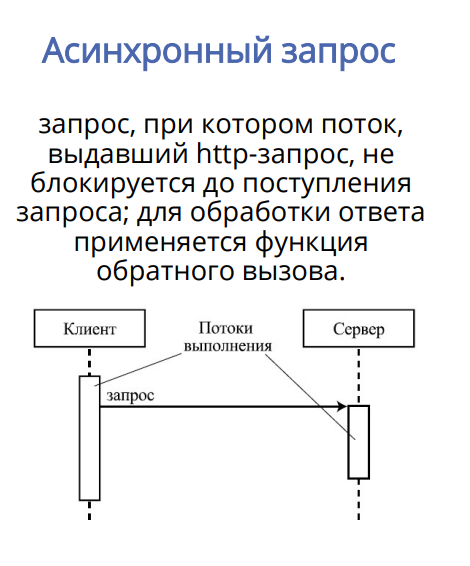 Асинхронный запрос
запрос, при котором поток,
выдавший http-запрос, не
блокируется до поступления
запроса; для обработки ответа
применяется функция
обратного вызова.
Клиент
Потоки
выполнения
Сервер
запрос